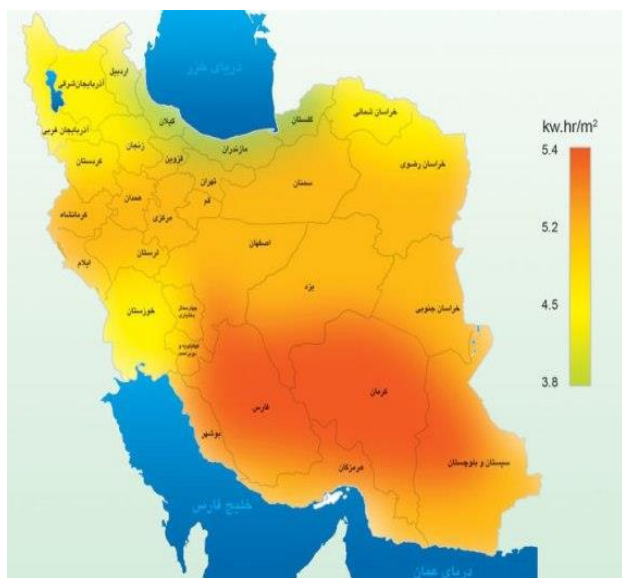 دریای خزر
اردبیل
آذربایجان‌شرقی
خراسان شمالی
گلستان
گیلان
آذربایجان غربی
kw.hr/m²
5.4
زنجان
مازندران
قزوین
کردستان
خراسان رضوی
تهران
سمنان
همدان
قم
کرمانشاه
مرکزی
5.2
اصفهان
لرستان
ایلام
یزد
4.5
خراسان جنوبی
خوزستان
چهارمحال
بختیاری
کهکیلویه و
بویراحمد
3.8
کرمان
فارس
بوشهر
سیستان و بلوچستان
هرمزگان
خلیج فارس
دریای عمان